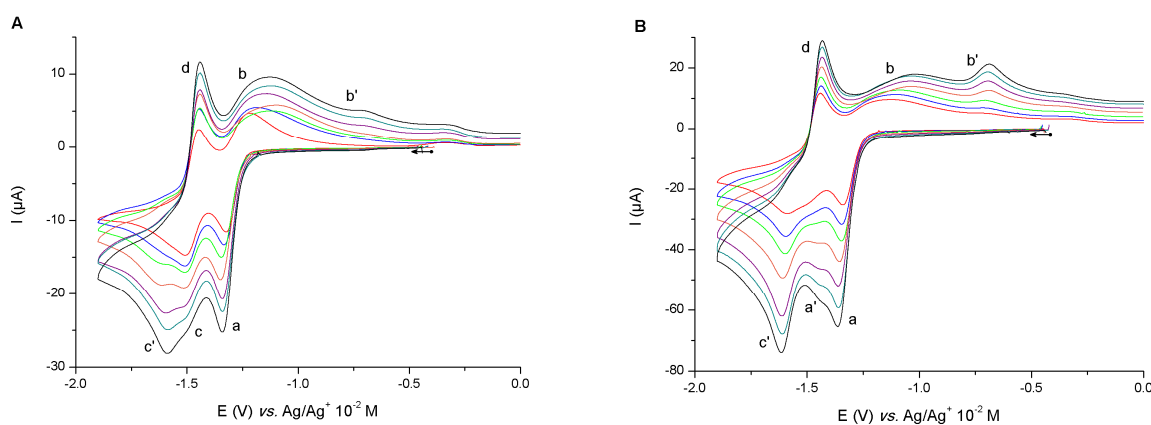 A
d
b
b'
10
0
-10
-20
-30
I (µA)
a
c
c'
-2.0
-1.5
-1.0
-0.5
0.0
E (V) vs. Ag/Ag+ 10-2 M
B
d
b
b'
20
0
-20
-40
-60
-80
I (µA)
a'
a
c'
-2.0
-1.5
-1.0
-0.5
0.0
E (V) vs. Ag/Ag+ 10-2 M